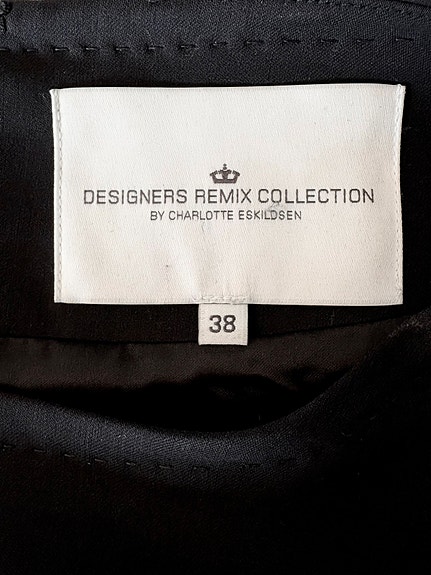 DESIGNERS REMIX COLLECTION
BY CHARLOTTE ESKILDSEN
38